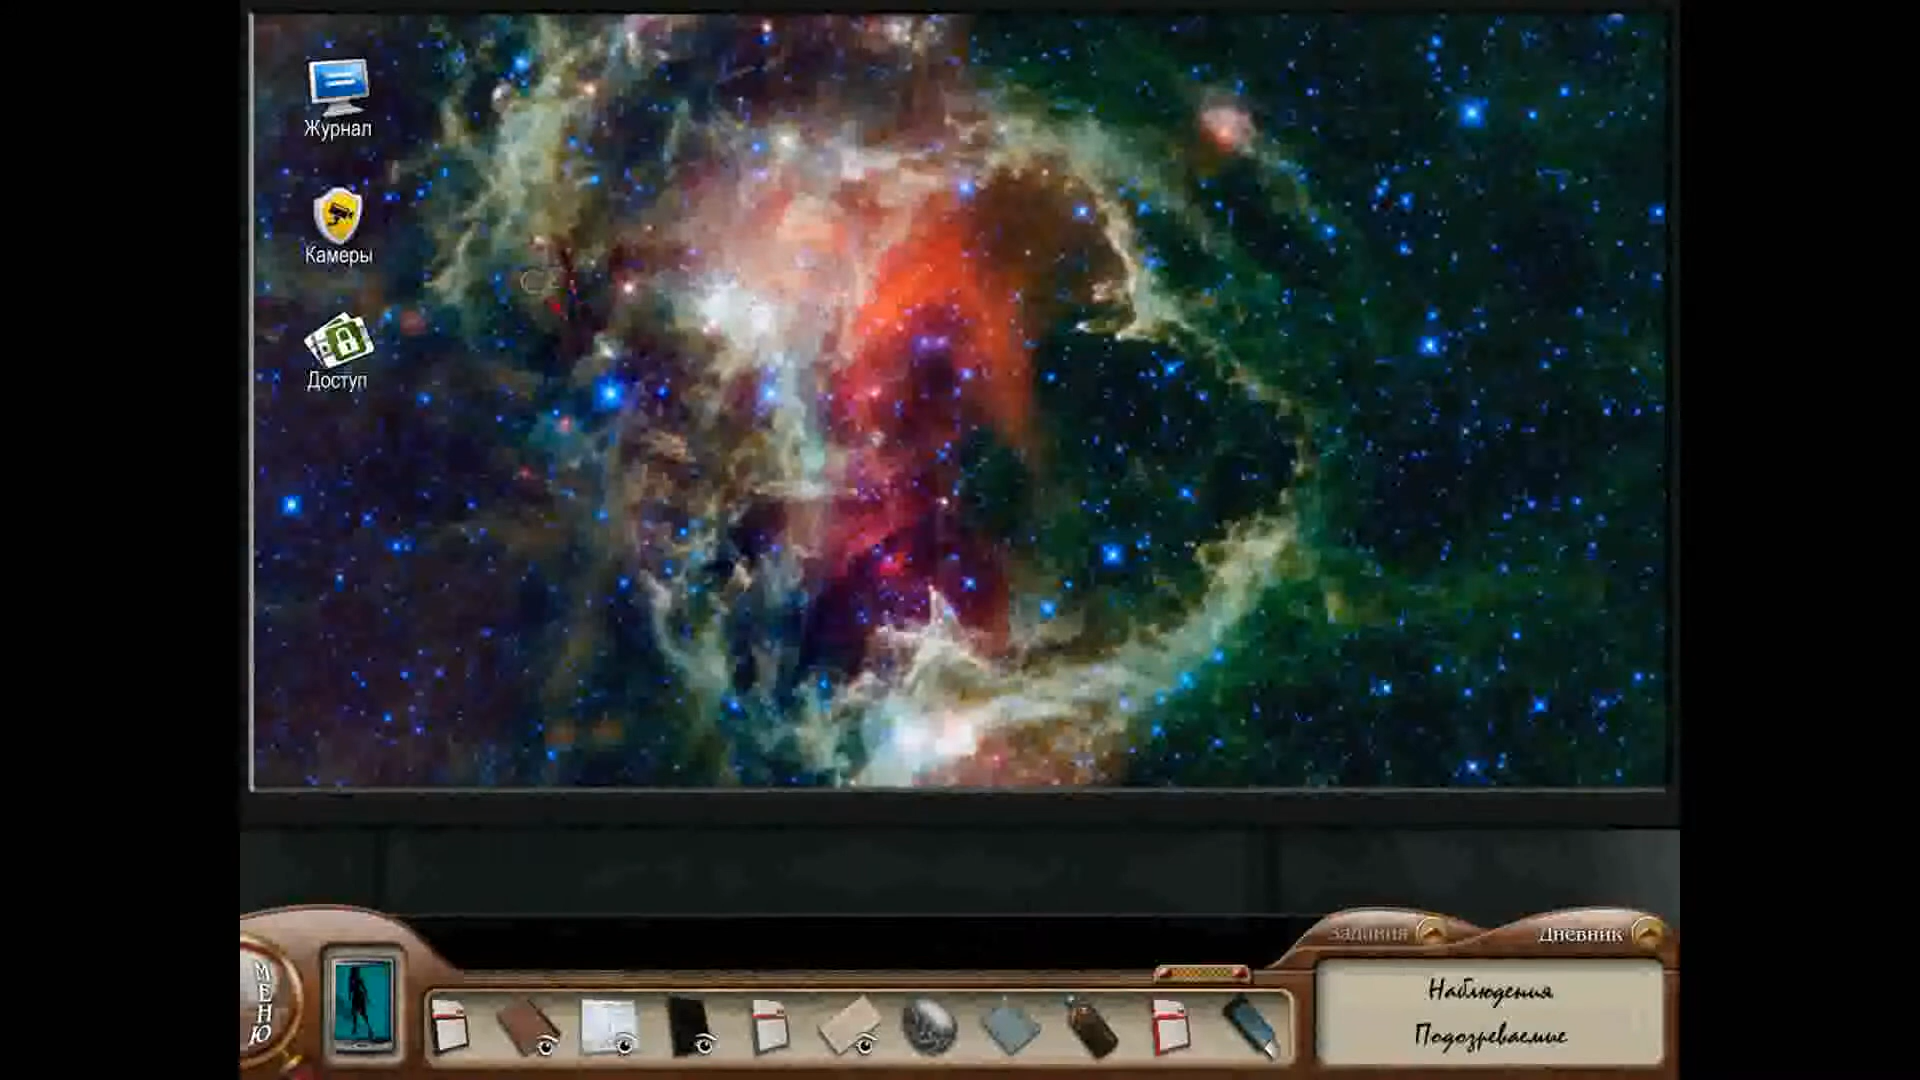 Журнал
Камеры
Доступ
МЕНЮ
Задания
Дневник
Наблюдения
Подозреваемые